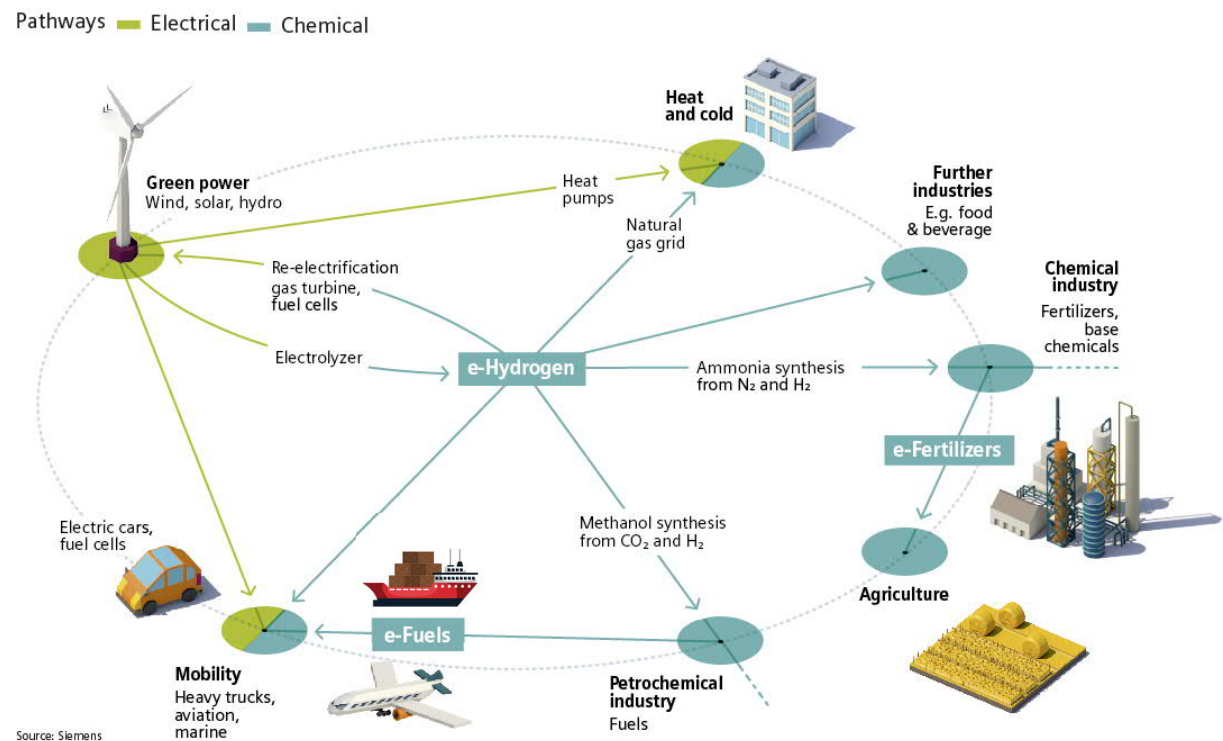 Pathways Electrical Chemical
Heat
and cold
Green power
Wind, solar, hydro
Heat
pumps
Further
industries
E.g. food
& beverage
Natural
gas grid
Re-electrification
gas turbine,
fuel cells
Chemical
industry
Fertilizers,
base
chemicals
Electrolyzer
e-Hydrogen
Ammonia synthesis
from N₂ and H₂
e-Fertilizers
Electric cars,
fuel cells
Methanol synthesis
from CO₂ and H₂
Agriculture
e-Fuels
Mobility
Heavy trucks,
aviation,
marine
Petrochemical
industry
Fuels
Source: Siemens